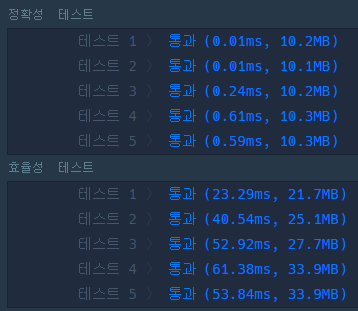 정확성 테스트
테스트 1 〉 통과 (0.01ms, 10.2MB)
테스트 2 〉 통과 (0.01ms, 10.1MB)
테스트 3 〉 통과 (0.24ms, 10.2MB)
테스트 4 〉 통과 (0.61ms, 10.3MB)
테스트 5 〉 통과 (0.59ms, 10.3MB)
효율성 테스트
테스트 1 〉 통과 (23.29ms, 21.7MB)
테스트 2 〉 통과 (40.54ms, 25.1MB)
테스트 3 〉 통과 (52.92ms, 27.7MB)
테스트 4 〉 통과 (61.38ms, 33.9MB)
테스트 5 〉 통과 (53.84ms, 33.9MB)